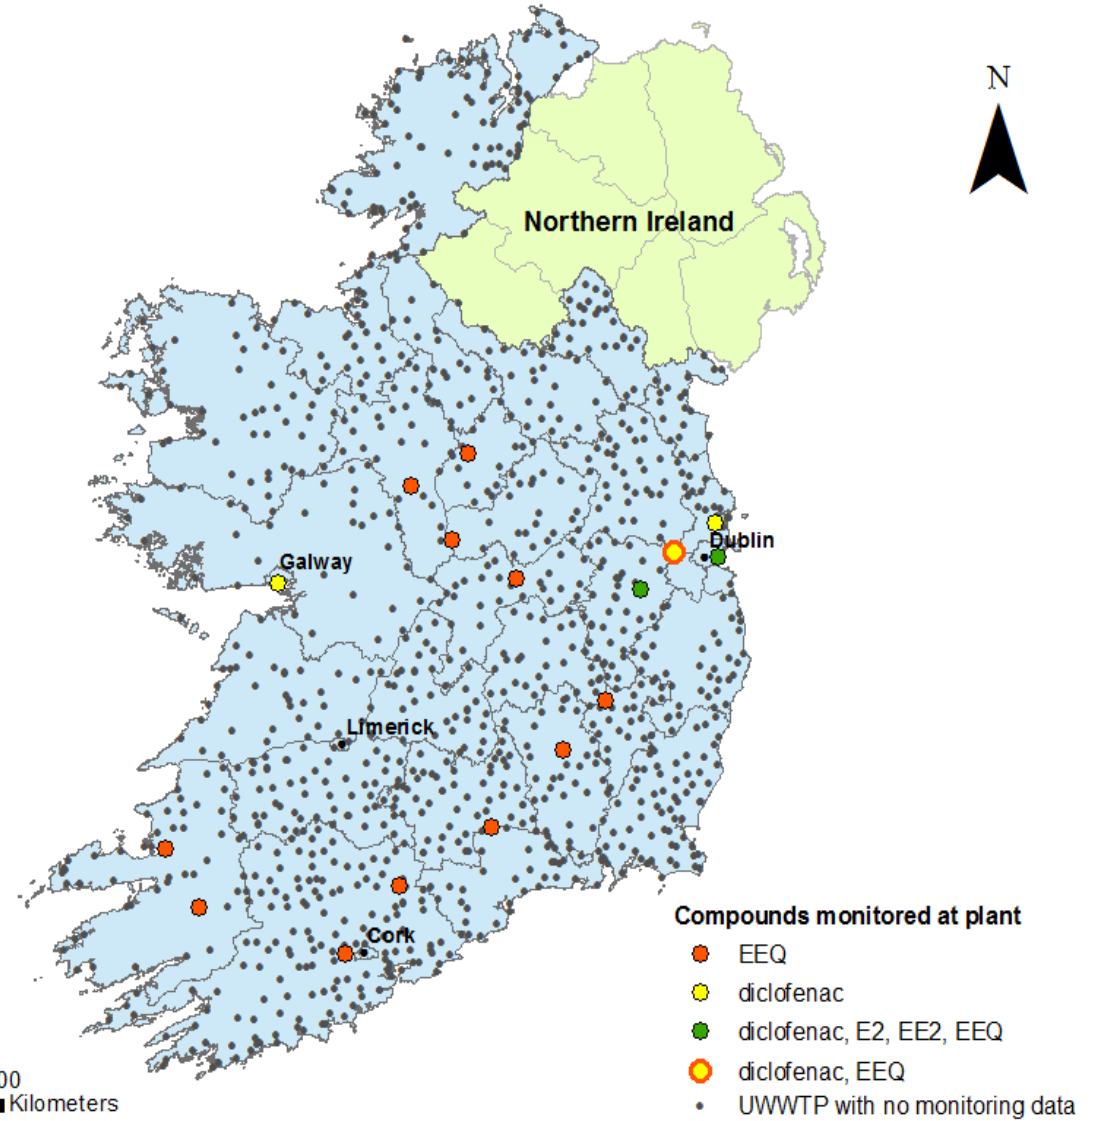 N
Northern Ireland
Dublin
Galway
Limerick
Cork
Compounds monitored at plant
EEQ
diclofenac
diclofenac, E2, EE2, EEQ
diclofenac, EEQ
UWWTP with no monitoring data
00
Kilometers